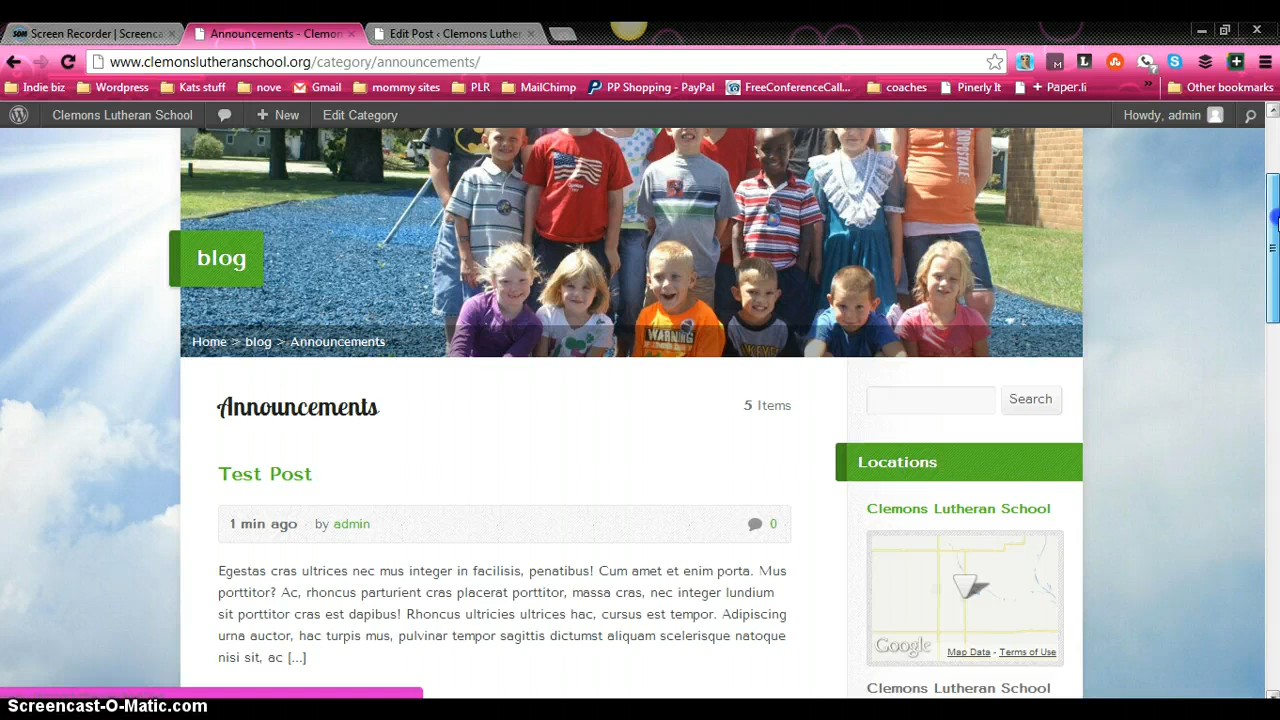 Screen Recorder | Screenca
Announcements - Clemon
Edit Post ‹ Clemons Luther
www.clemonslutheranschool.org/category/announcements/
Indie biz
Wordpress
Kats stuff
nove
Gmail
mommy sites
PLR
MailChimp
PP Shopping - PayPal
FreeConferenceCall...
coaches
Pinerly It
+ Paper.li
»
Other bookmarks
Clemons Lutheran School
+ New
Edit Category
Howdy, admin
blog
WARNING
Home > blog > Announcements
Announcements
5 Items
Search
Locations
Test Post
Clemons Lutheran School
1 min ago by admin
0
Egestas cras ultrices nec mus integer in facilisis, penatibus! Cum amet et enim porta. Mus
porttitor? Ac, rhoncus parturient cras placerat porttitor, massa cras, nec integer lundium
sit porttitor cras est dapibus! Rhoncus ultricies ultrices hac, cursus est tempor. Adipiscing
urna auctor, hac turpis mus, pulvinar tempor sagittis dictumst aliquam scelerisque natoque
nisi sit, ac [...]
Google
Map Data - Terms of Use
Clemons Lutheran School
Screencast-O-Matic.com